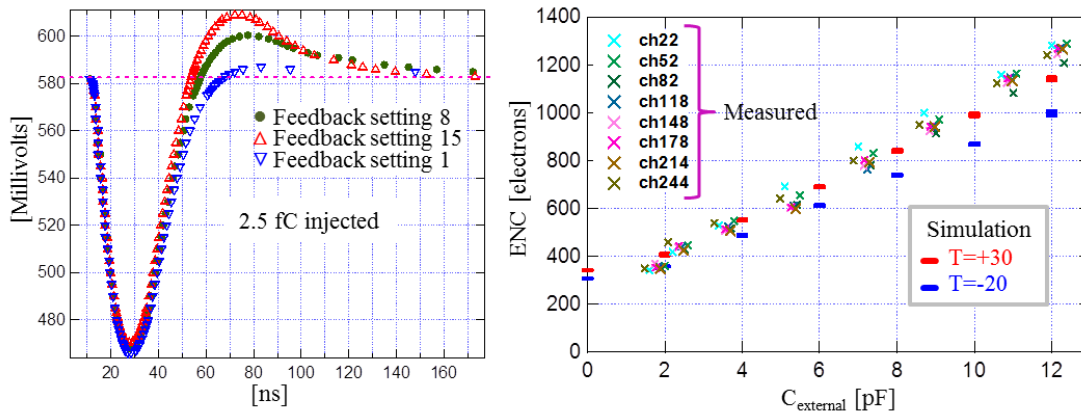 [Millivolts]
600
580
560
540
520
500
480
Feedback setting 8
Feedback setting 15
Feedback setting 1
2.5 fC injected
20
40
60
80
100
120
140
160
[ns]
ENC [electrons]
1400
1200
1000
800
600
400
200
0
ch22
ch52
ch82
ch118
ch148
ch178
ch214
ch244
Measured
Simulation
T=+30
T=-20
0
2
4
6
8
10
12
Cexternal [pF]